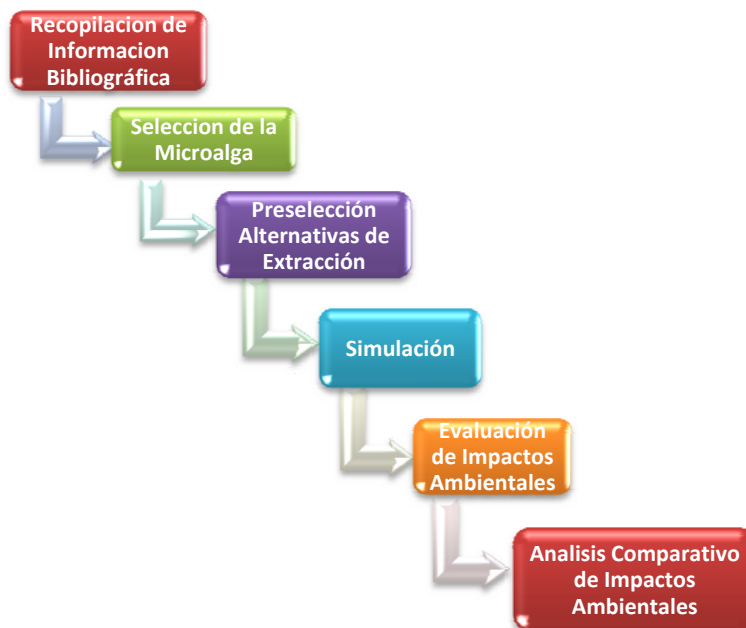 Recopilacion de
Informacion
Bibliográfica
Seleccion de la
Microalga
Preselección
Alternativas de
Extracción
Simulación
Evaluación
de Impactos
Ambientales
Analisis Comparativo
de Impactos
Ambientales